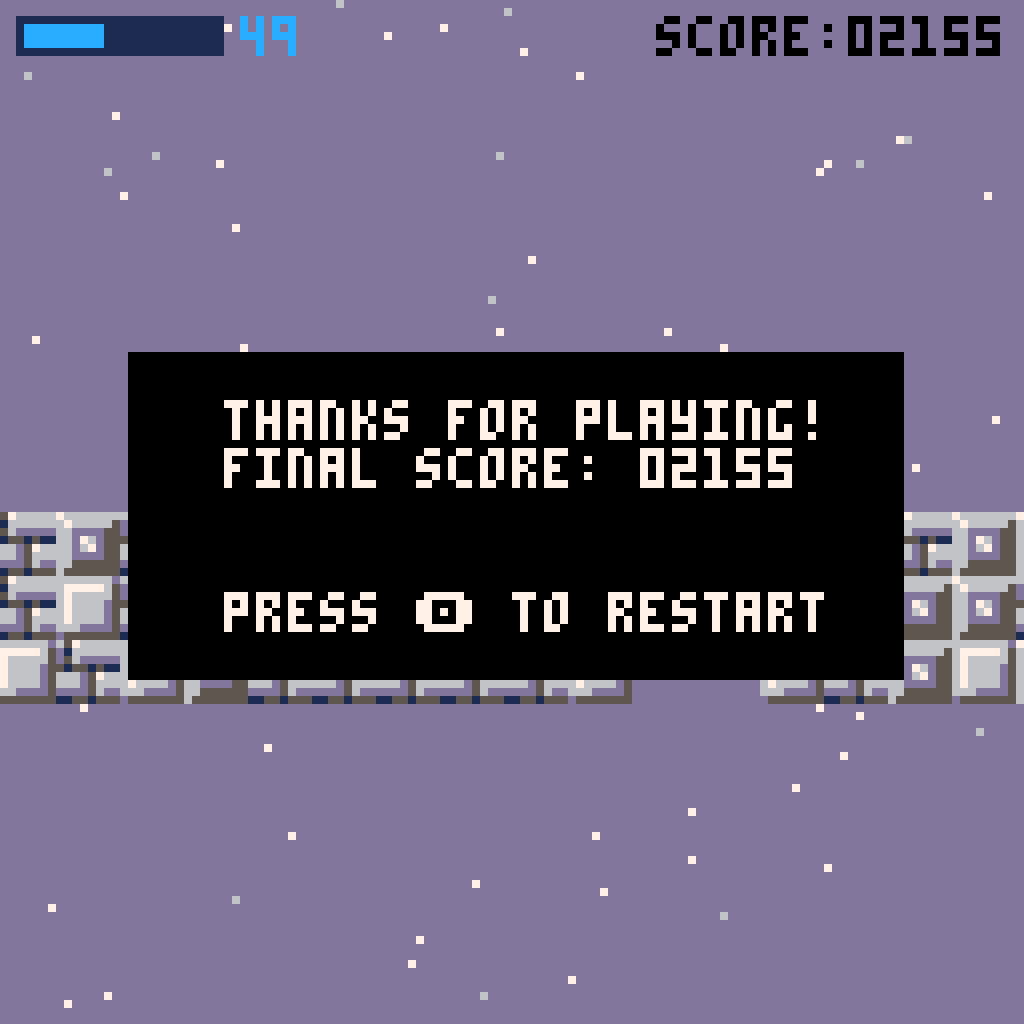 49
SCORE:02155
THANKS FOR PLAYING!
FINAL SCORE: 02155
PRESS 🅾️ TO RESTART